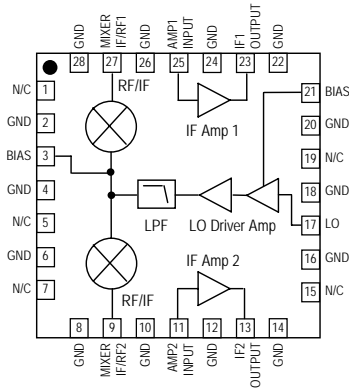 GND
MIXER
IF/RF1
GND
AMP1
INPUT
GND
IF1
OUTPUT
GND
28
27
26
25
24
23
22
N/C 1
GND 2
BIAS 3
GND 4
N/C 5
GND 6
N/C 7
RF/IF
IF Amp 1
LPF
LO Driver Amp
IF Amp 2
RF/IF
21 BIAS
20 GND
19 N/C
18 GND
17 LO
16 GND
15 N/C
8
9
10
11
12
13
14
GND
MIXER
IF/RF2
GND
AMP2
INPUT
GND
IF2
OUTPUT
GND